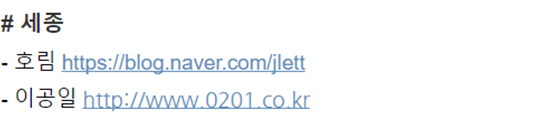 # 세종
- 호림 https://blog.naver.com/jlett
- 이공일 http://www.0201.co.kr